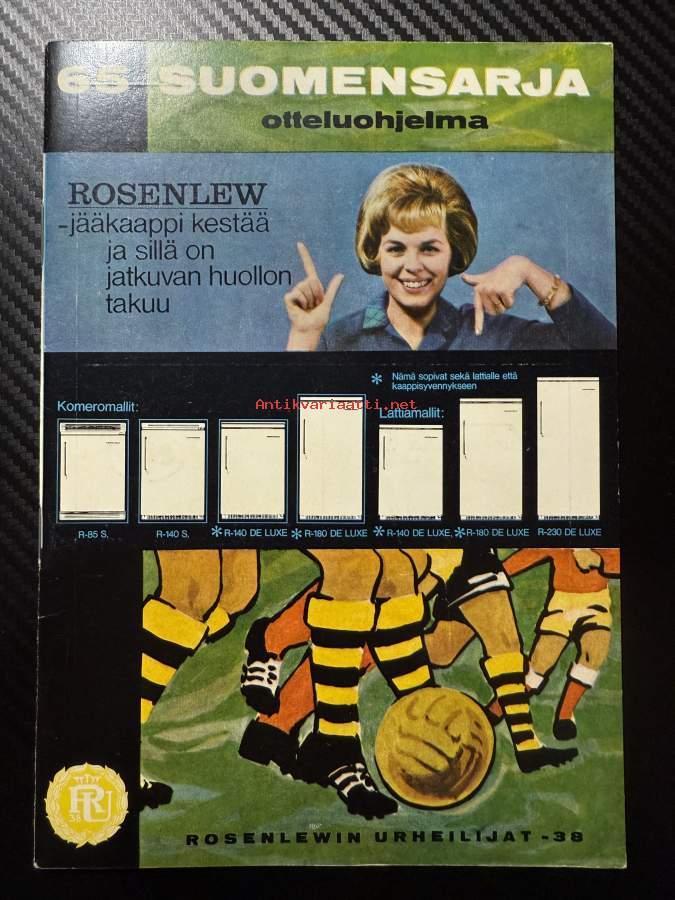 65 SUOMENSARJA
otteluohjelma
ROSENLEW
-jääkaappi kestää
ja sillä on
jatkuvan huollon
takuu
* Nämä sopivat sekä lattialle että
kaappisyvennykseen
Antikvariaatti.net
Komeromallit:
Lattiamallit:
R-85 S.
R-140 S.
* R-140 DE LUXE
* R-180 DE LUXE
* R-140 DE LUXE
* R-180 DE LUXE
R-230 DE LUXE
RU
38
ROSENLEWIN URHEILIJAT -38